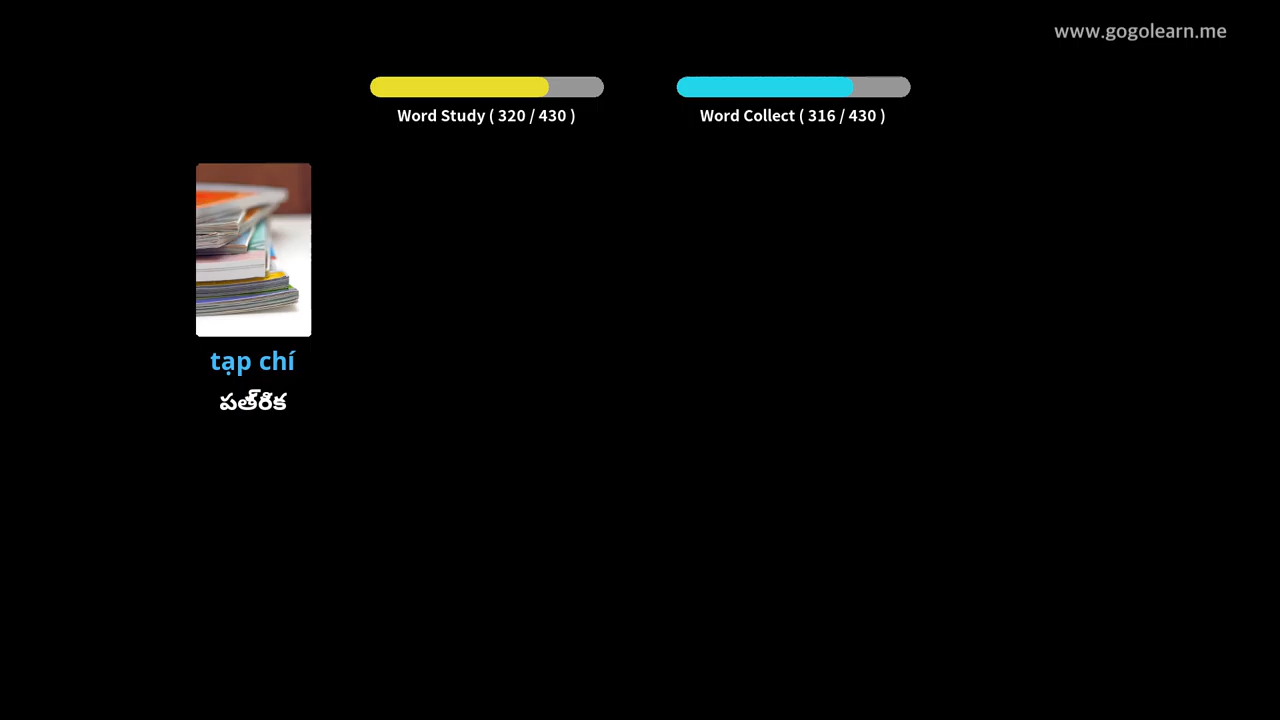 www.gogolearn.me
Word Study ( 320 / 430 )
Word Collect ( 316 / 430 )
tạp chí
పత్రిక